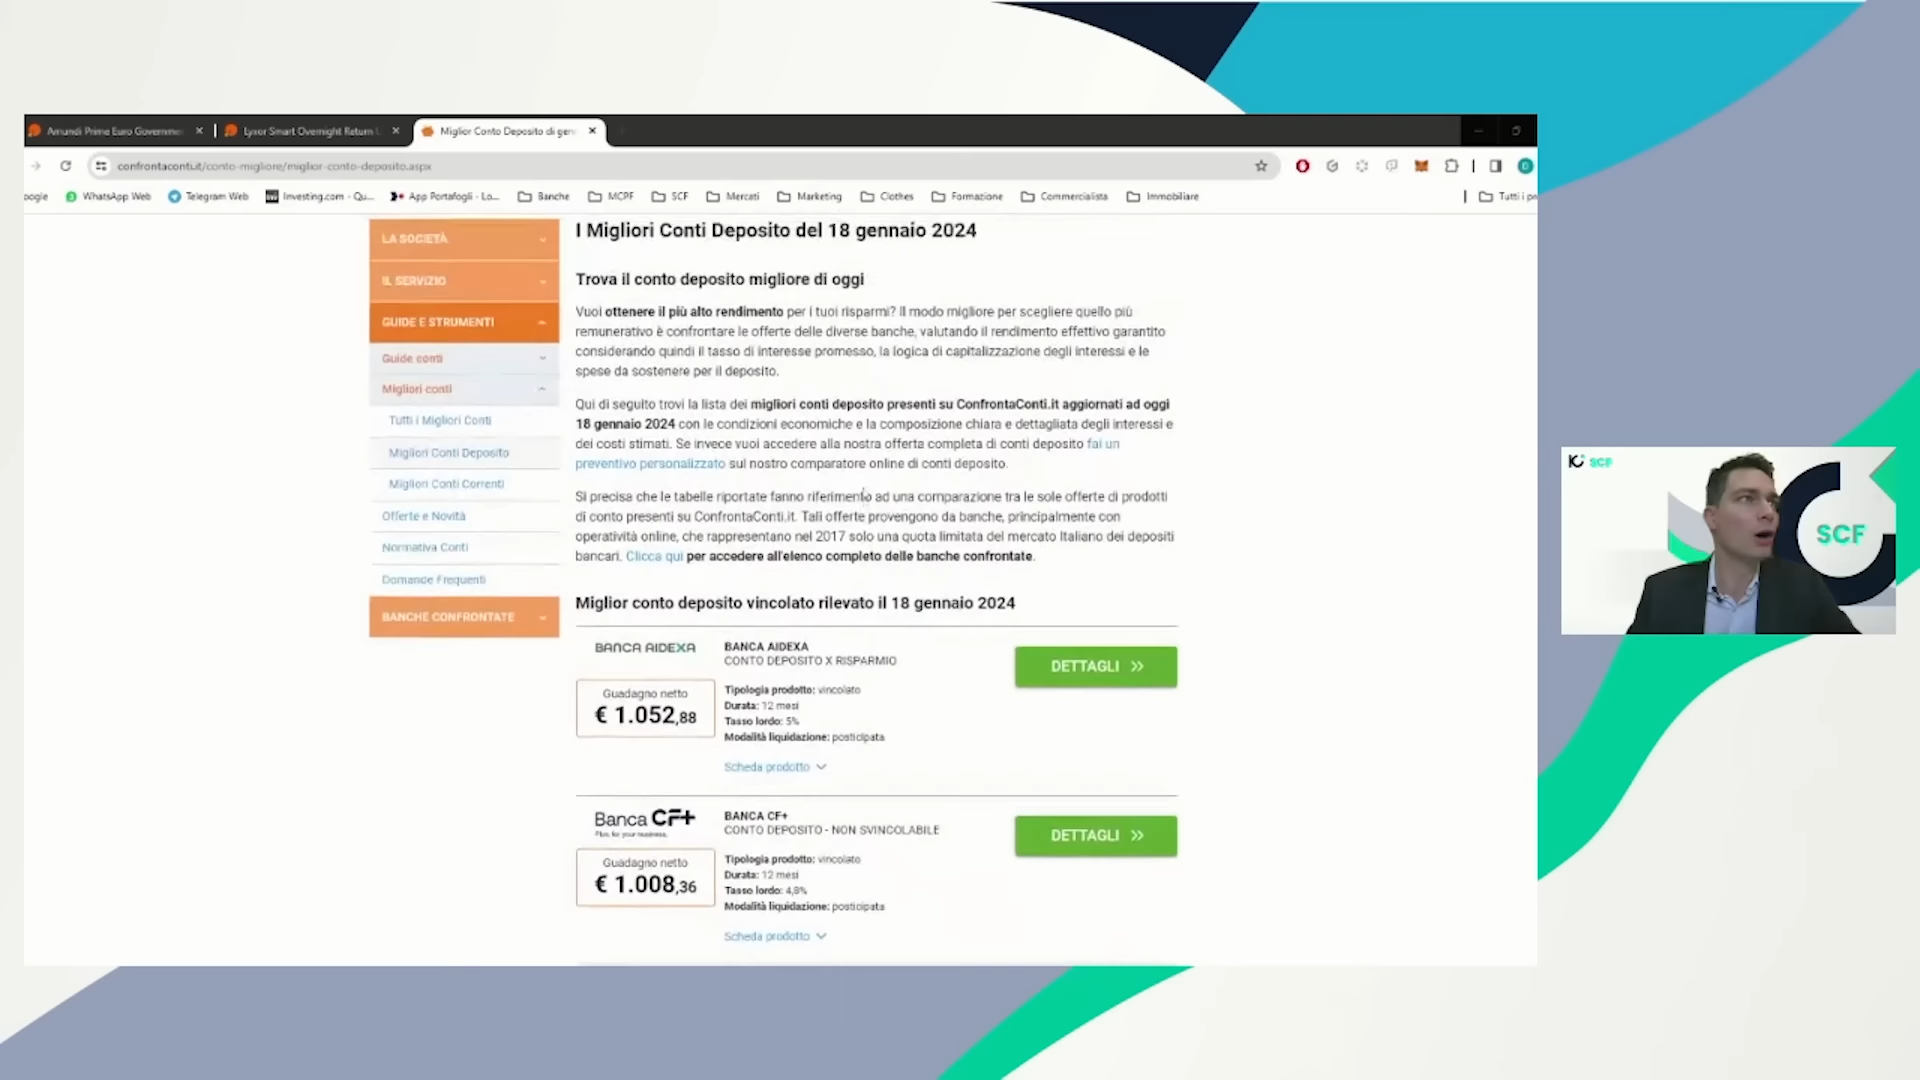 Amundi Prime Euro Governme
Lyxor Smart Overnight Return
Miglior Conto Deposito di gen
confrontaconti.it/conto-migliore/miglior-conto-deposito.aspx
oogle
WhatsApp Web
Telegram Web
Investing.com - Qu...
App Portafogli - Lo...
Banche
MCPF
SCF
Mercati
Marketing
Clothes
Formazione
Commercialista
Immobiliare
Tutti i pr
LA SOCIETÀ
IL SERVIZIO
GUIDE E STRUMENTI
Guide conti
Migliori conti
Tutti i Migliori Conti
Migliori Conti Deposito
Migliori Conti Correnti
Offerte e Novità
Normativa Conti
Domande Frequenti
BANCHE CONFRONTATE
I Migliori Conti Deposito del 18 gennaio 2024
Trova il conto deposito migliore di oggi
Vuoi ottenere il più alto rendimento per i tuoi risparmi? Il modo migliore per scegliere quello più
remunerativo è confrontare le offerte delle diverse banche, valutando il rendimento effettivo garantito
considerando quindi il tasso di interesse promesso, la logica di capitalizzazione degli interessi e le
spese da sostenere per il deposito.
Qui di seguito trovi la lista dei migliori conti deposito presenti su ConfrontaConti.it aggiornati ad oggi
18 gennaio 2024 con le condizioni economiche e la composizione chiara e dettagliata degli interessi e
dei costi stimati. Se invece vuoi accedere alla nostra offerta completa di conti deposito fai un
preventivo personalizzato sul nostro comparatore online di conti deposito.
Si precisa che le tabelle riportate fanno riferimento ad una comparazione tra le sole offerte di prodotti
di conto presenti su ConfrontaConti.it. Tali offerte provengono da banche, principalmente con
operatività online, che rappresentano nel 2017 solo una quota limitata del mercato Italiano dei depositi
bancari. Clicca qui per accedere all'elenco completo delle banche confrontate.
Miglior conto deposito vincolato rilevato il 18 gennaio 2024
BANCA AIDEXA
Guadagno netto
€ 1.052,88
BANCA AIDEXA
CONTO DEPOSITO X RISPARMIO
Tipologia prodotto: vincolato
Durata: 12 mesi
Tasso lordo: 5%
Modalità liquidazione: posticipata
Scheda prodotto
DETTAGLI
Banca CF+
Plus for your business.
Guadagno netto
€ 1.008,36
BANCA CF+
CONTO DEPOSITO - NON SVINCOLABILE
Tipologia prodotto: vincolato
Durata: 12 mesi
Tasso lordo: 4,8%
Modalità liquidazione: posticipata
Scheda prodotto
DETTAGLI
SCF
SCF